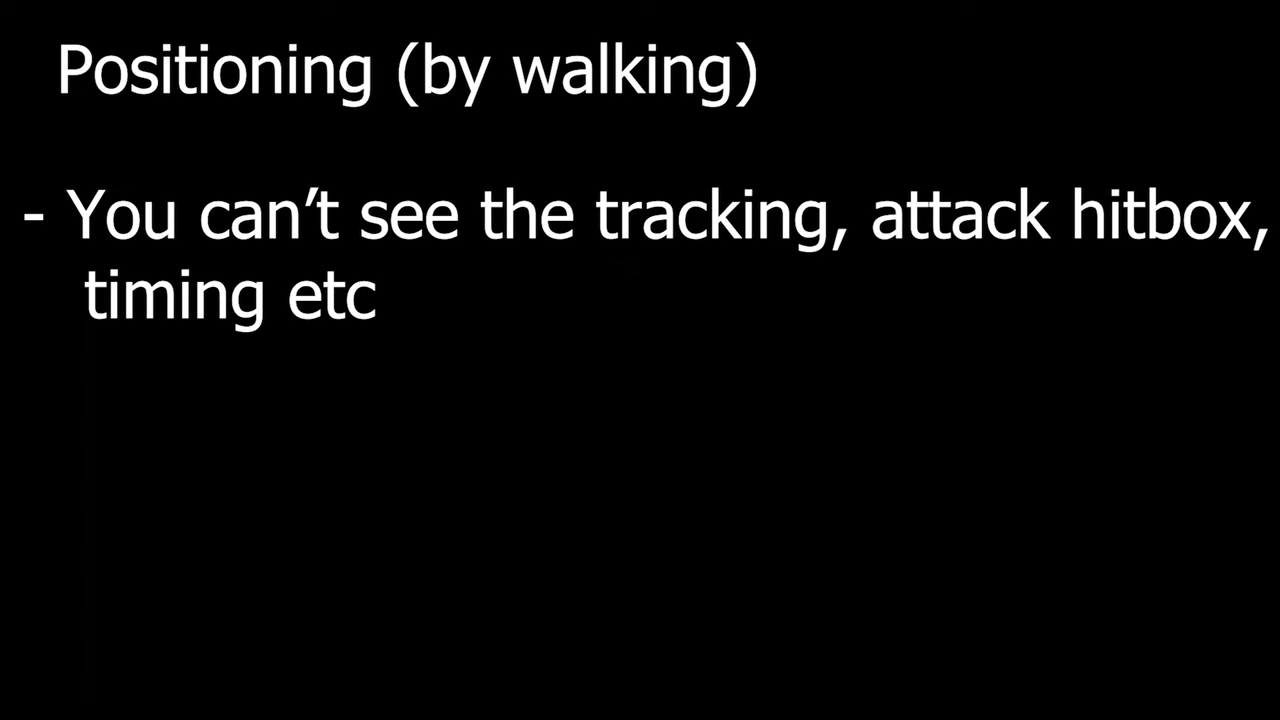 Positioning (by walking)
- You can’t see the tracking, attack hitbox,
timing etc